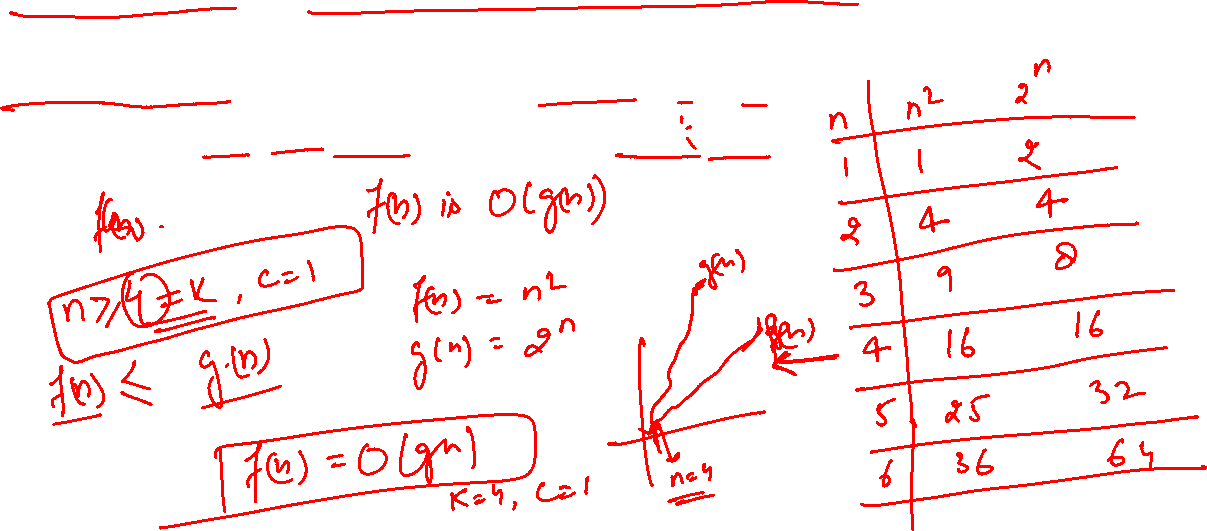 f(n) is O(g(n))
f(n).
n ≥ 4 = k, c=1
f(n) ≤ g(n)
f(n) = n²
g(n) = 2ⁿ
f(n) = O(g(n)
k=4, c=1
g(n)
f(n)
n=4
n n² 2ⁿ
1 1 2
2 4 4
3 9 8
4 16 16
5 25 32
6 36 64